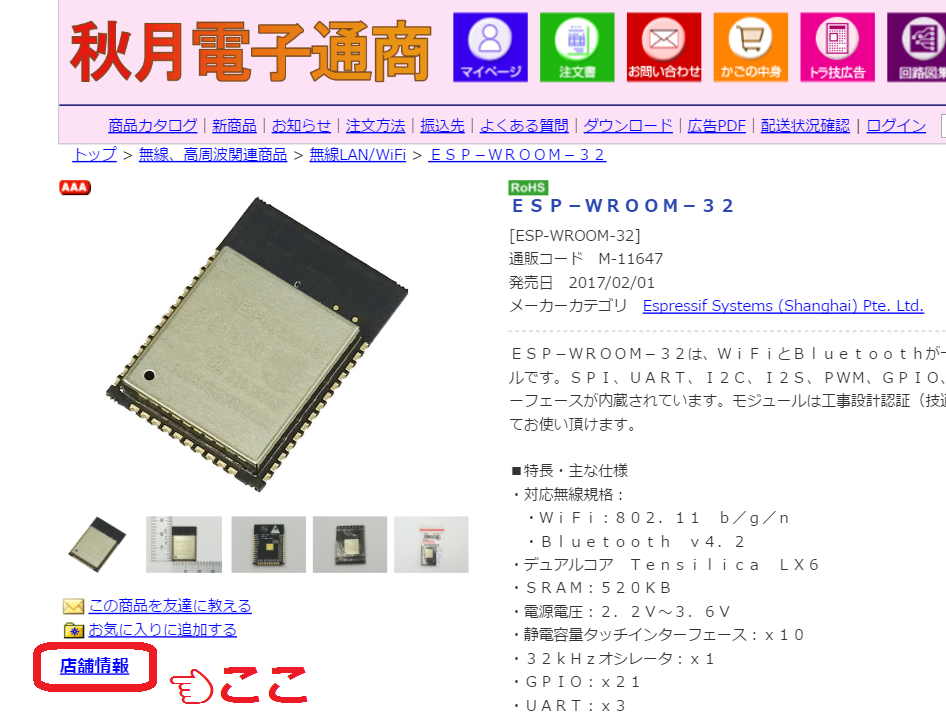 秋月電子通商
マイページ
注文書
お問い合わせ
かごの中身
トラ技広告
回路図集
商品カタログ | 新商品 | お知らせ | 注文方法 | 振込先 | よくある質問 | ダウンロード | 広告PDF | 配送状況確認 | ログイン
トップ > 無線、高周波関連商品 > 無線LAN/WiFi > ＥＳＰ－ＷＲＯＯＭ－３２
AAA
RoHS
ＥＳＰ－ＷＲＯＯＭ－３２
[ESP-WROOM-32]
通販コード　M-11647
発売日　2017/02/01
メーカーカテゴリ　Espressif Systems (Shanghai) Pte. Ltd.
ＥＳＰ－ＷＲＯＯＭ－３２は、ＷｉＦｉとＢｌｕｅｔｏｏｔｈが一
ルです。ＳＰＩ、ＵＡＲＴ、Ｉ２Ｃ、Ｉ２Ｓ、ＰＷＭ、ＧＰＩＯ、
ーフェースが内蔵されています。モジュールは工事設計認証（技適
てお使い頂けます。
■特長・主な仕様
・対応無線規格：
・ＷｉＦｉ：８０２．１１　ｂ／ｇ／ｎ
・Ｂｌｕｅｔｏｏｔｈ　ｖ４．２
・デュアルコア　Ｔｅｎｓｉｌｉｃａ　ＬＸ６
・ＳＲＡＭ：５２０ＫＢ
・電源電圧：２．２Ｖ～３．６Ｖ
・静電容量タッチインターフェース：ｘ１０
・３２ｋＨｚオシレータ：ｘ１
・ＧＰＩＯ：ｘ２１
・ＵＡＲＴ：ｘ３
C
この商品を友達に教える
お気に入りに追加する
店舗情報
☜ここ